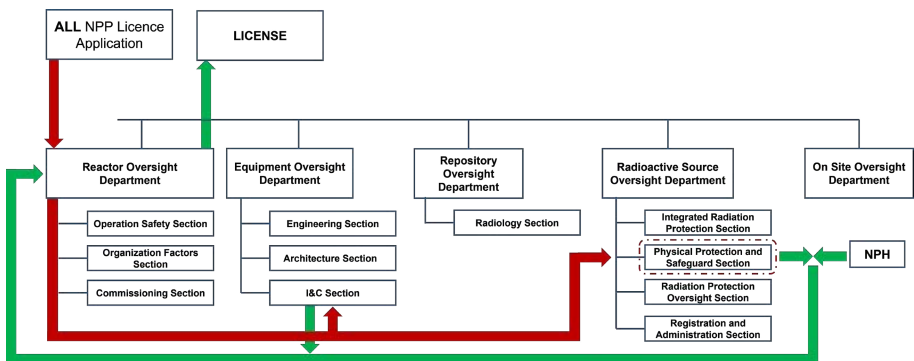 ALL NPP Licence
Application
LICENSE
Reactor Oversight
Department
Equipment Oversight
Department
Repository
Oversight
Department
Radioactive Source
Oversight Department
On Site Oversight
Department
Operation Safety Section
Organization Factors
Section
Commissioning Section
Engineering Section
Architecture Section
I&C Section
Radiology Section
Integrated Radiation
Protection Section
Physical Protection and
Safeguard Section
Radiation Protection
Oversight Section
Registration and
Administration Section
NPH